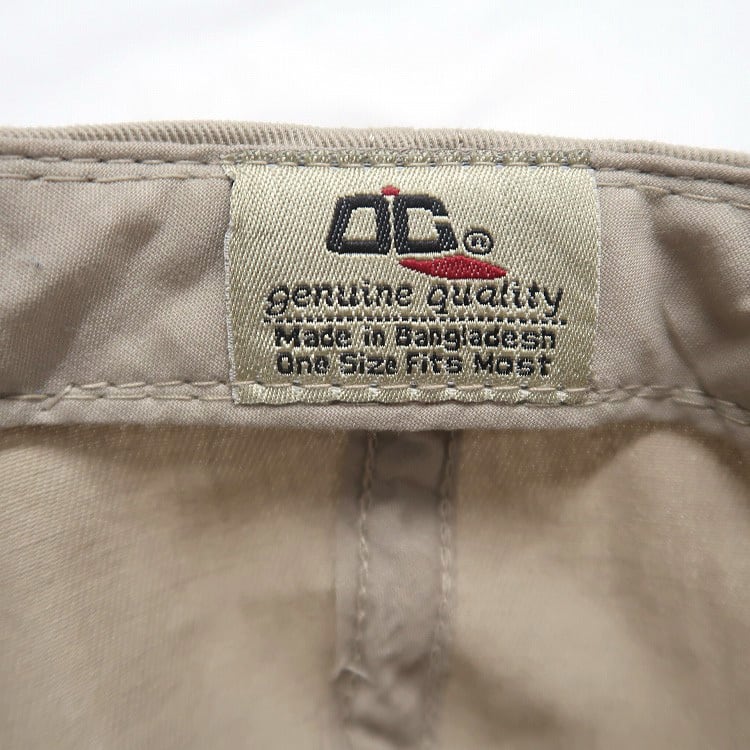 OC®
genuine quality
Made in Bangladesh
One Size Fits Most